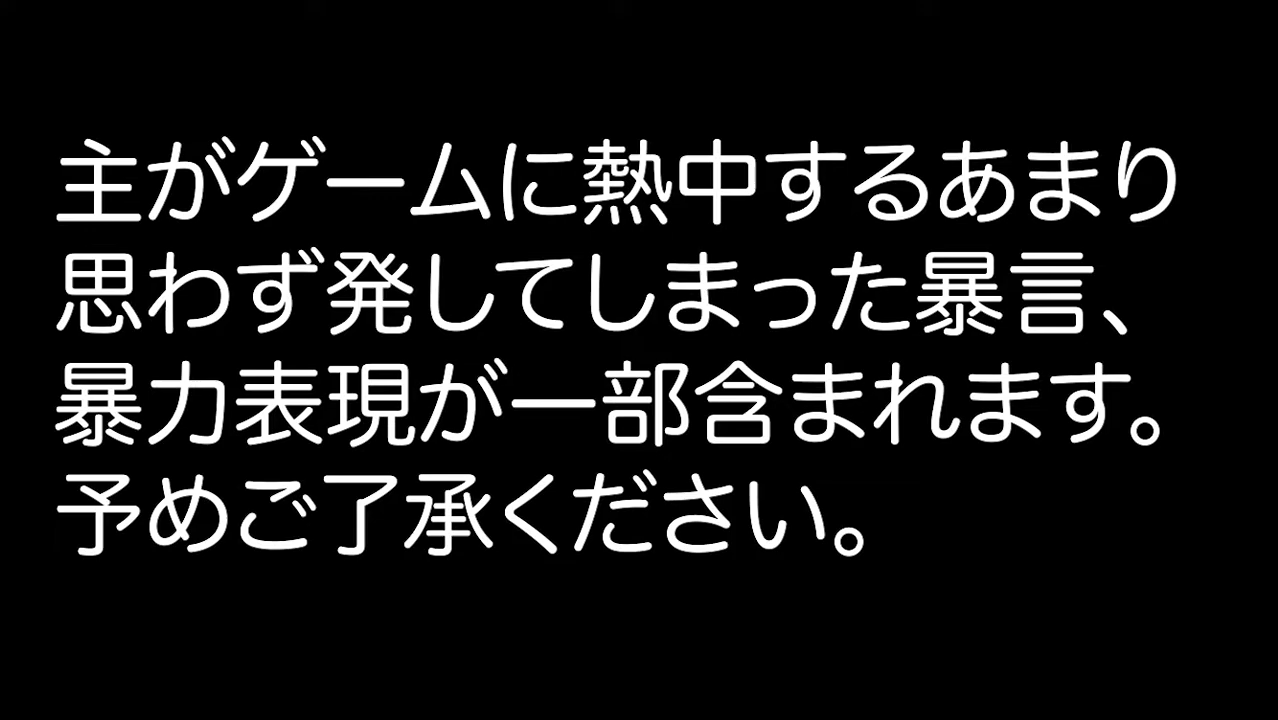 主がゲームに熱中するあまり
思わず発してしまった暴言、
暴力表現が一部含まれます。
予めご了承ください。